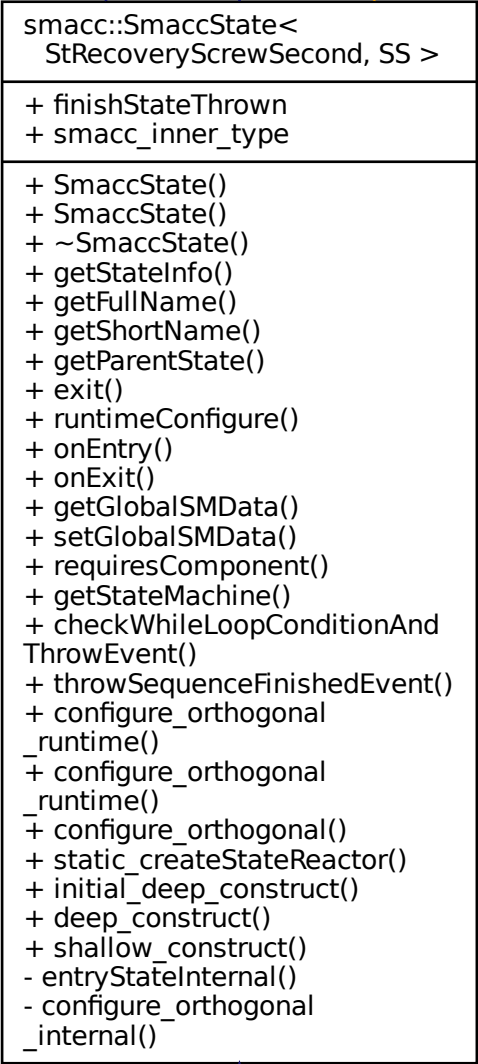 smacc::SmaccState<
StRecoveryScrewSecond, SS >
+ finishStateThrown
+ smacc_inner_type
+ SmaccState()
+ SmaccState()
+ ~SmaccState()
+ getStateInfo()
+ getFullName()
+ getShortName()
+ getParentState()
+ exit()
+ runtimeConfigure()
+ onEntry()
+ onExit()
+ getGlobalSMData()
+ setGlobalSMData()
+ requiresComponent()
+ getStateMachine()
+ checkWhileLoopConditionAnd
ThrowEvent()
+ throwSequenceFinishedEvent()
+ configure_orthogonal
_runtime()
+ configure_orthogonal
_runtime()
+ configure_orthogonal()
+ static_createStateReactor()
+ initial_deep_construct()
+ deep_construct()
+ shallow_construct()
- entryStateInternal()
- configure_orthogonal
_internal()